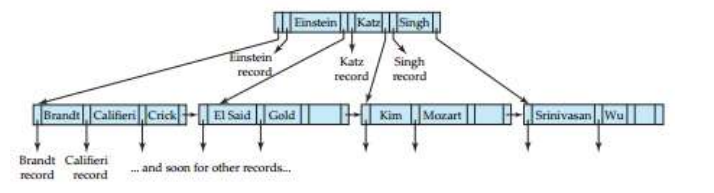 Einstein Katz Singh
Einstein record
Katz record
Singh record
Brandt Califieri Crick El Said Gold Kim Mozart Srinivasan Wu
Brandt record
Califieri record
... and soon for other records...